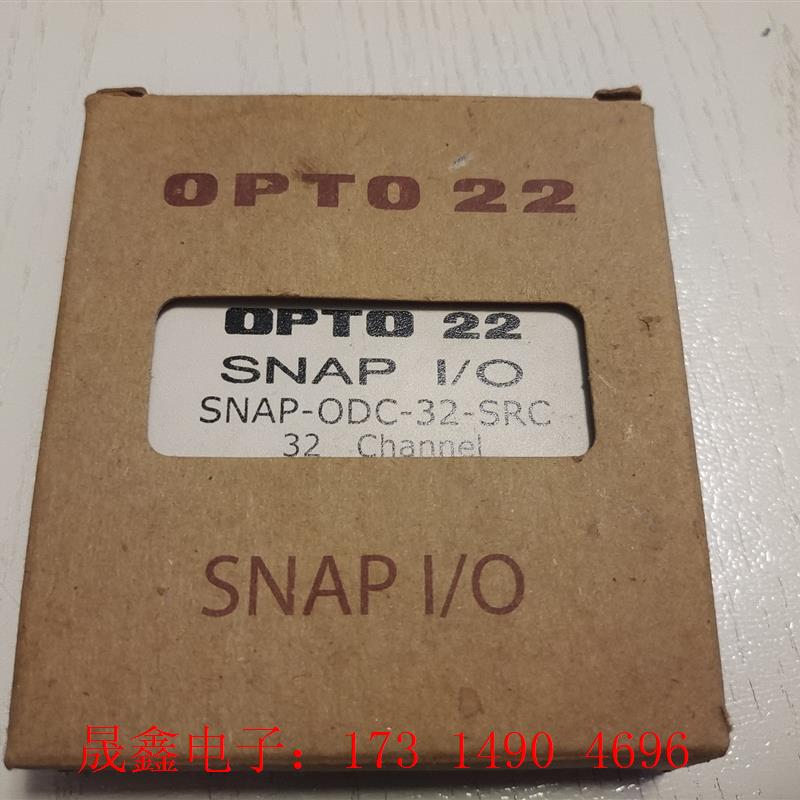 OPTO 22
OPTO 22
SNAP I/O
SNAP-ODC-32-SRC
32 Channel
SNAP I/O
晟鑫电子：173 1490 4696